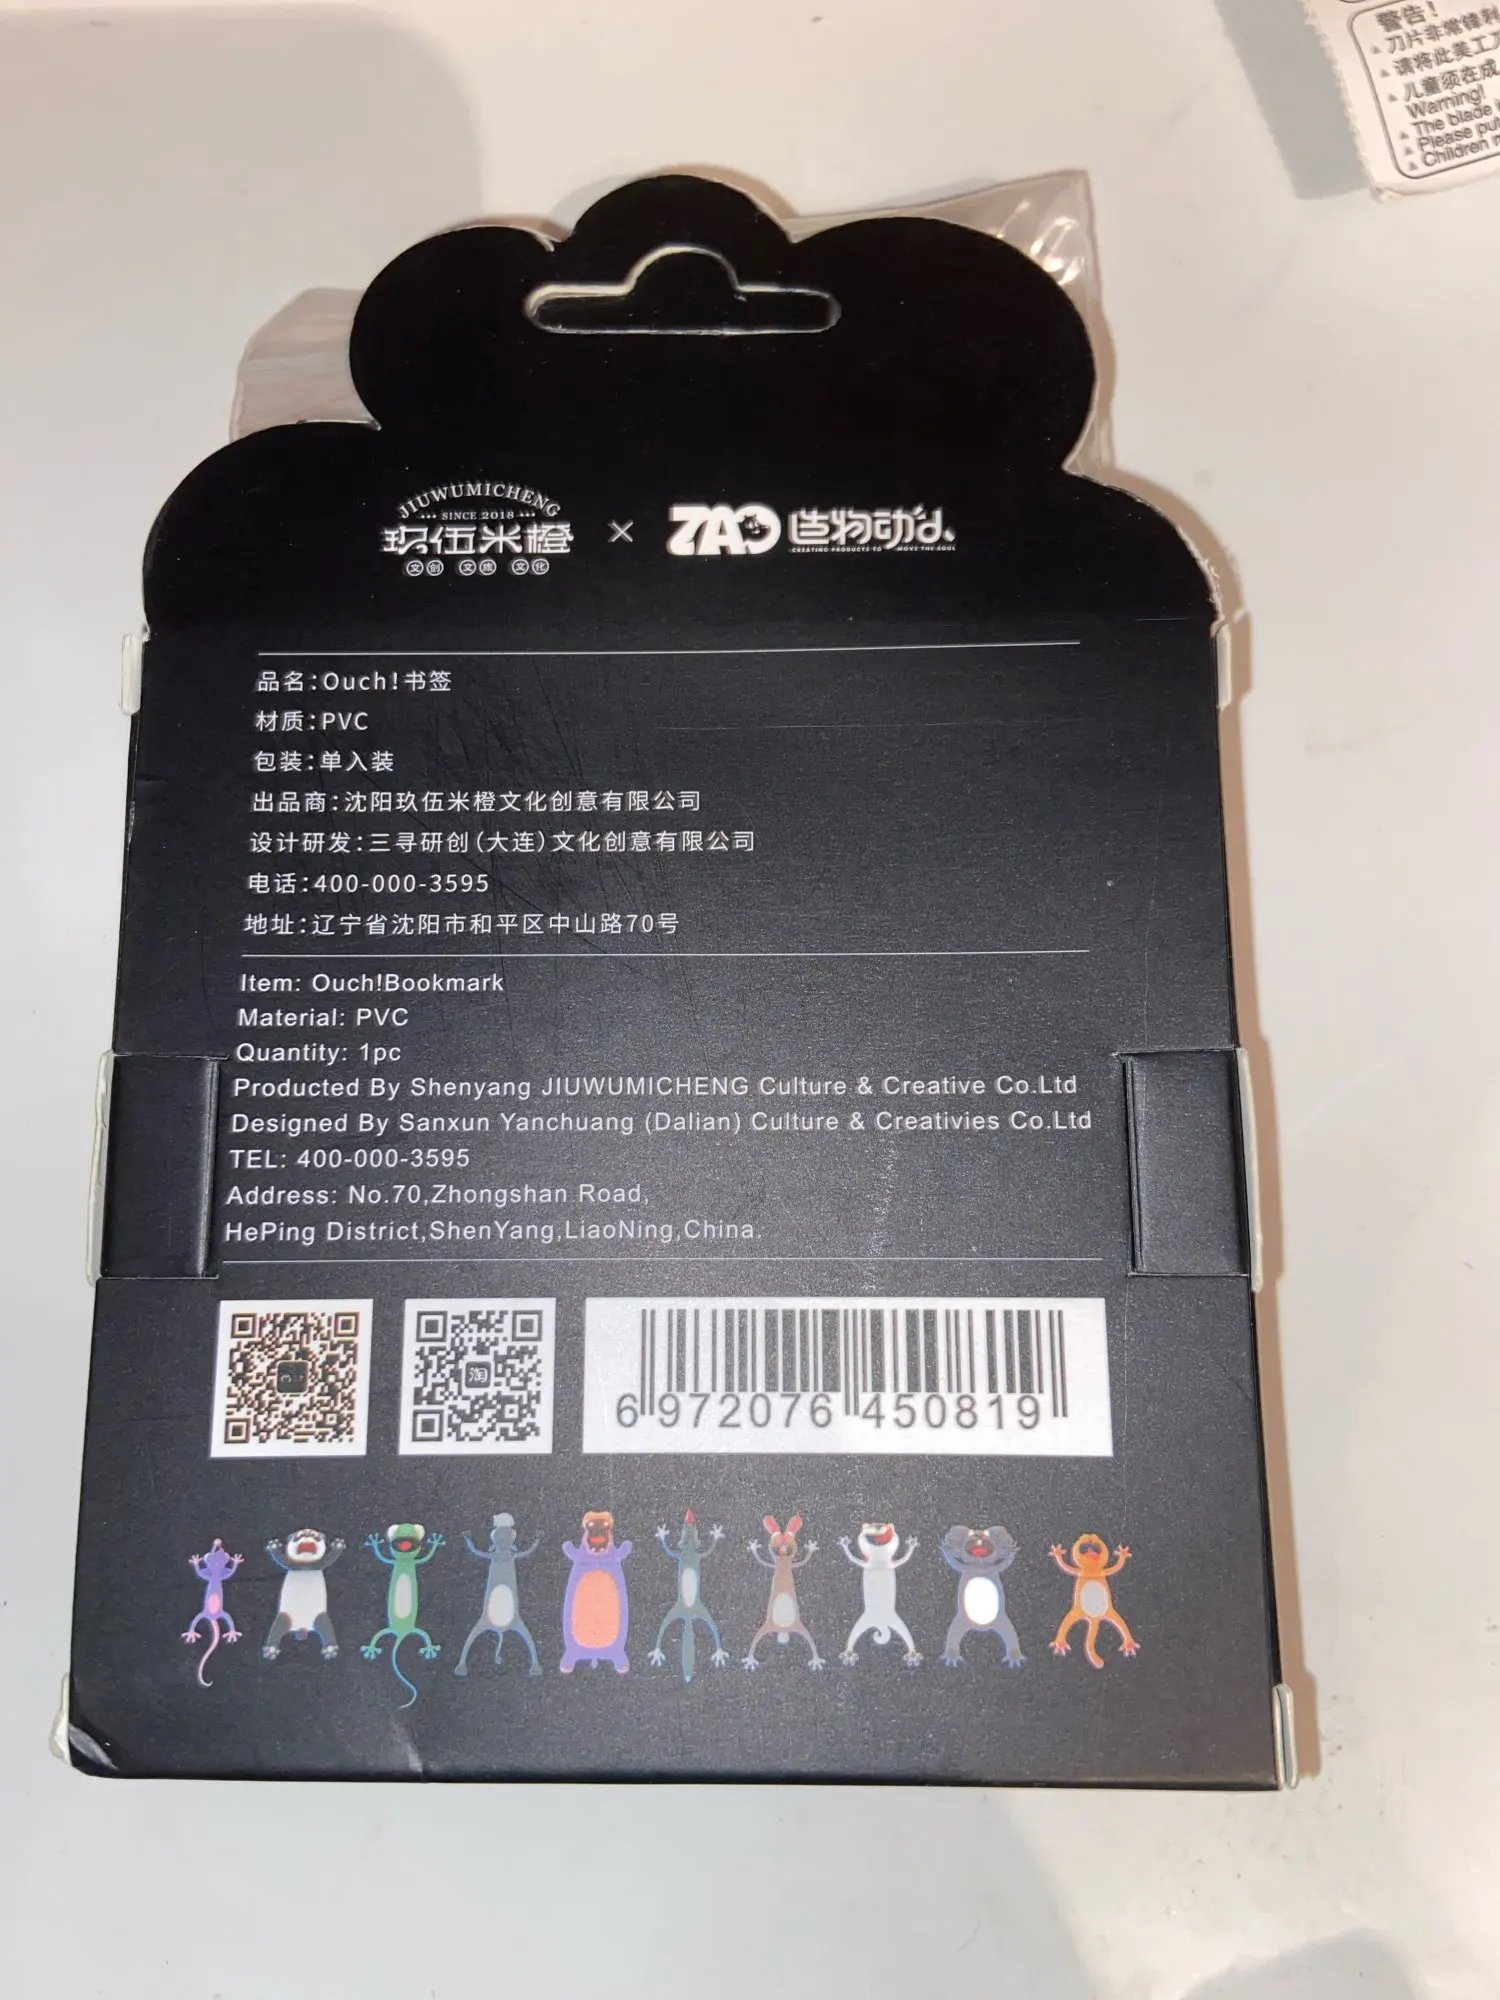 警告！
▲刀片非常锋利
▲请将此美工刀
▲儿童须在成
Warning!
▲The blade
▲Please put
▲Children
JIUWUMICHENG
SINCE 2018
玖伍米橙
文创 文旅 文化
×
ZAO 造物动心
CREATING PRODUCTS TO MOVE THE SOUL
品名:Ouch!书签
材质:PVC
包装:单入装
出品商:沈阳玖伍米橙文化创意有限公司
设计研发:三寻研创(大连)文化创意有限公司
电话:400-000-3595
地址:辽宁省沈阳市和平区中山路70号
Item: Ouch!Bookmark
Material: PVC
Quantity: 1pc
Producted By Shenyang JIUWUMICHENG Culture & Creative Co.Ltd
Designed By Sanxun Yanchuang (Dalian) Culture & Creativies Co.Ltd
TEL: 400-000-3595
Address: No.70,Zhongshan Road,
HePing District,ShenYang,LiaoNing,China.
淘
6 972076 450819